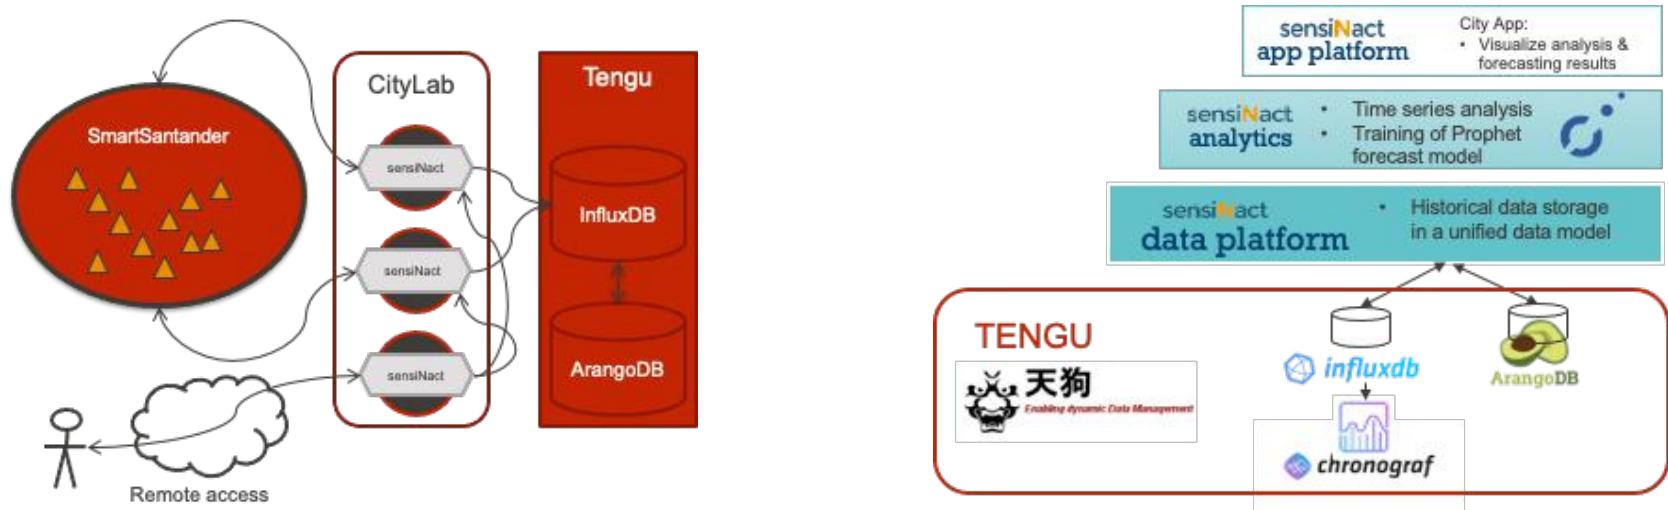 SmartSantander
CityLab
sensiNact
sensiNact
sensiNact
Tengu
InfluxDB
ArangoDB
Remote access
sensiNact
app platform
City App:
• Visualize analysis &
forecasting results
sensiNact
analytics
• Time series analysis
• Training of Prophet
forecast model
sensiNact
data platform
• Historical data storage
in a unified data model
TENGU
天狗
Enabling dynamic Data Management
influxdb
ArangoDB
chronograf